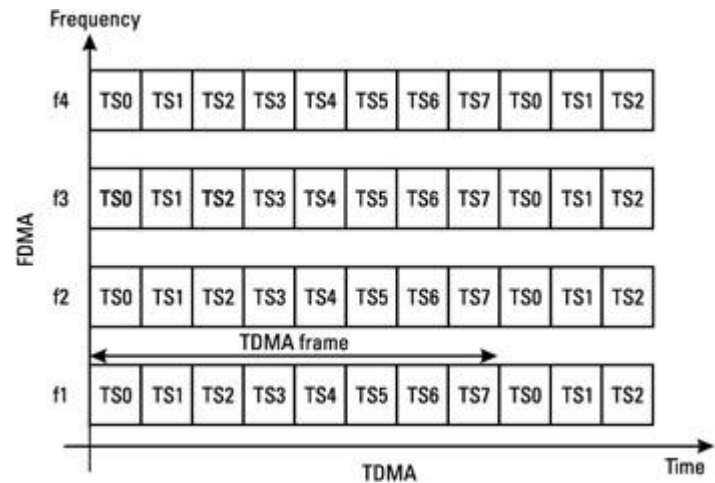 Frequency
f4 TS0 TS1 TS2 TS3 TS4 TS5 TS6 TS7 TS0 TS1 TS2
f3 TS0 TS1 TS2 TS3 TS4 TS5 TS6 TS7 TS0 TS1 TS2
FDMA
f2 TS0 TS1 TS2 TS3 TS4 TS5 TS6 TS7 TS0 TS1 TS2
TDMA frame
f1 TS0 TS1 TS2 TS3 TS4 TS5 TS6 TS7 TS0 TS1 TS2
TDMA
Time